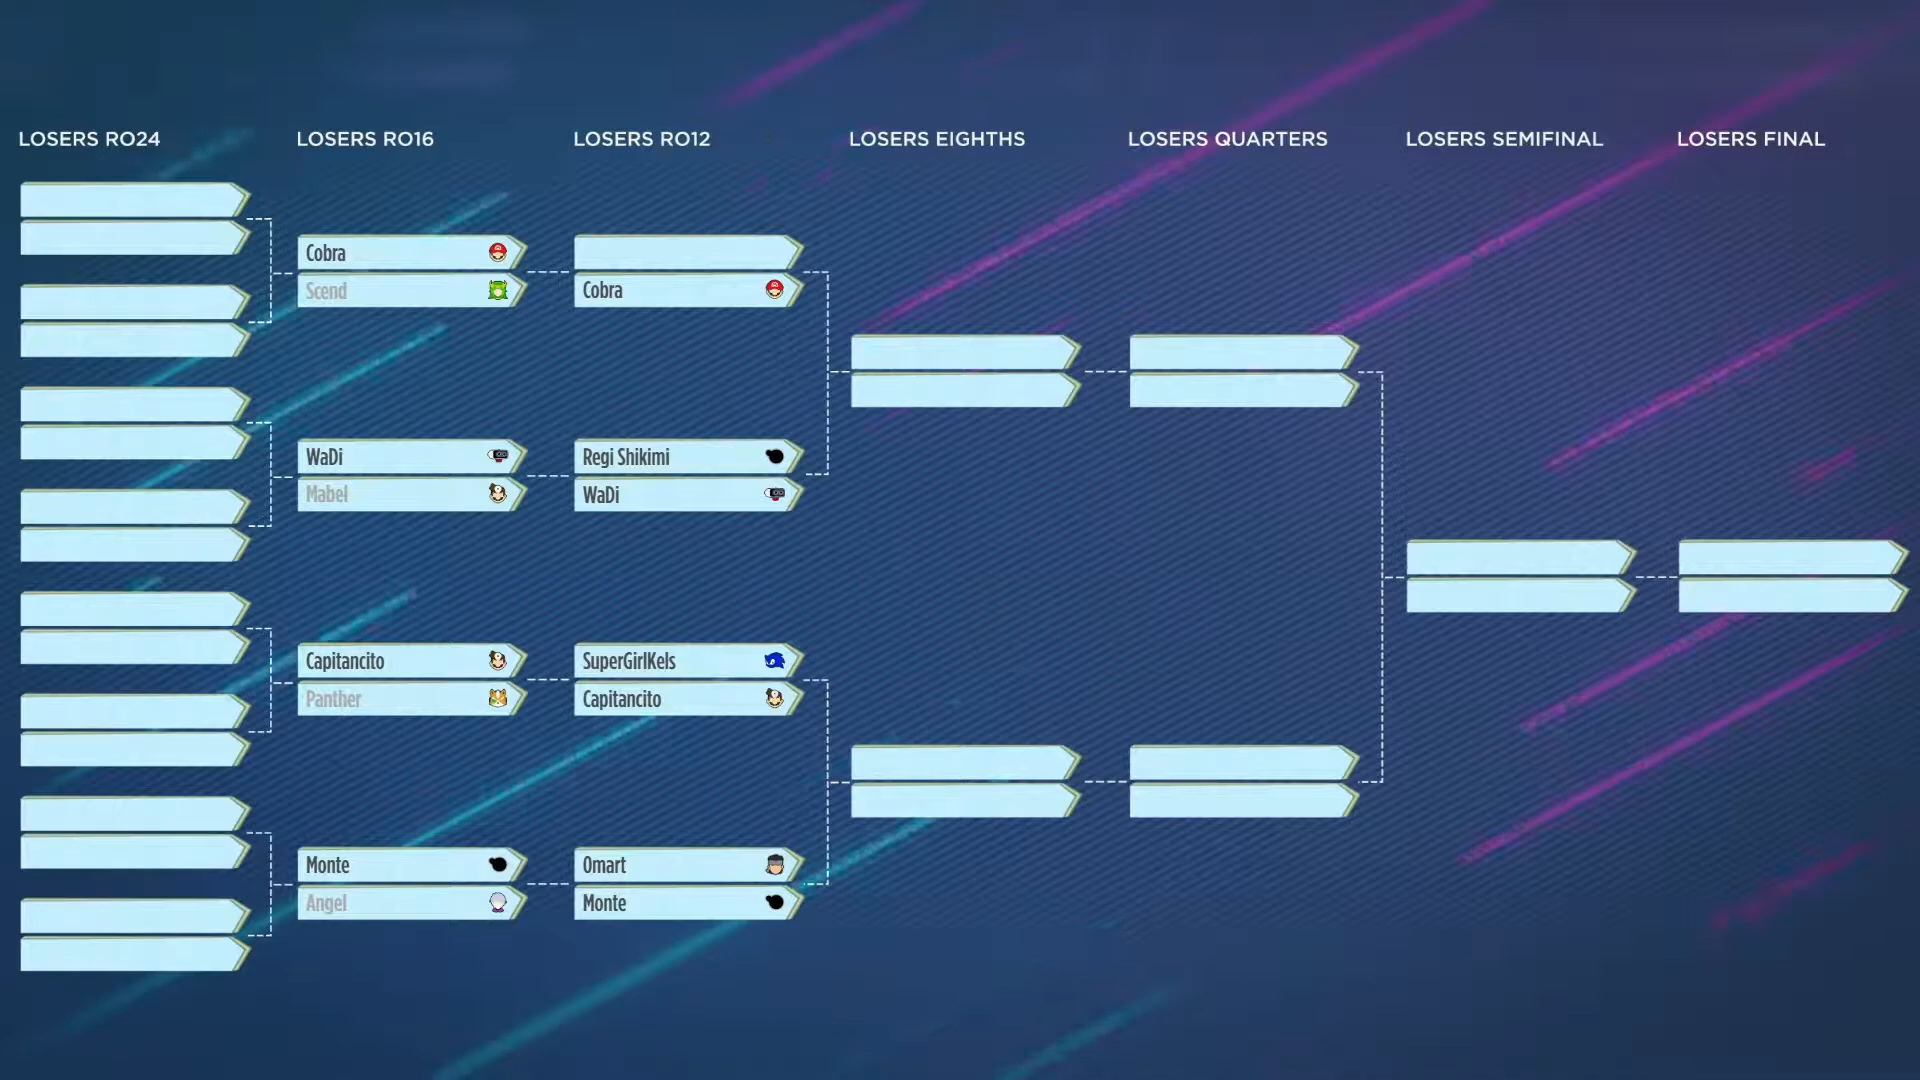 LOSERS RO24
LOSERS RO16
LOSERS RO12
LOSERS EIGHTHS
LOSERS QUARTERS
LOSERS SEMIFINAL
LOSERS FINAL
Cobra
Scend
WaDi
Mabel
Capitancito
Panther
Monte
Angel
Cobra
Regi Shikimi
WaDi
SuperGirlKels
Capitancito
Omart
Monte